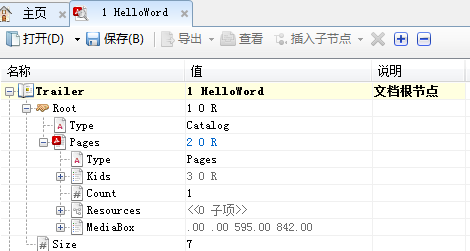 主页 1 HelloWord
打开(D) 保存(B) 导出 查看 插入子节点
名称 值 说明
Trailer 1 HelloWord 文档根节点
Root 1 0 R
Type Catalog
Pages 2 0 R
Type Pages
Kids 3 0 R
Count 1
Resources <<0 子项>>
MediaBox .00 .00 595.00 842.00
Size 7